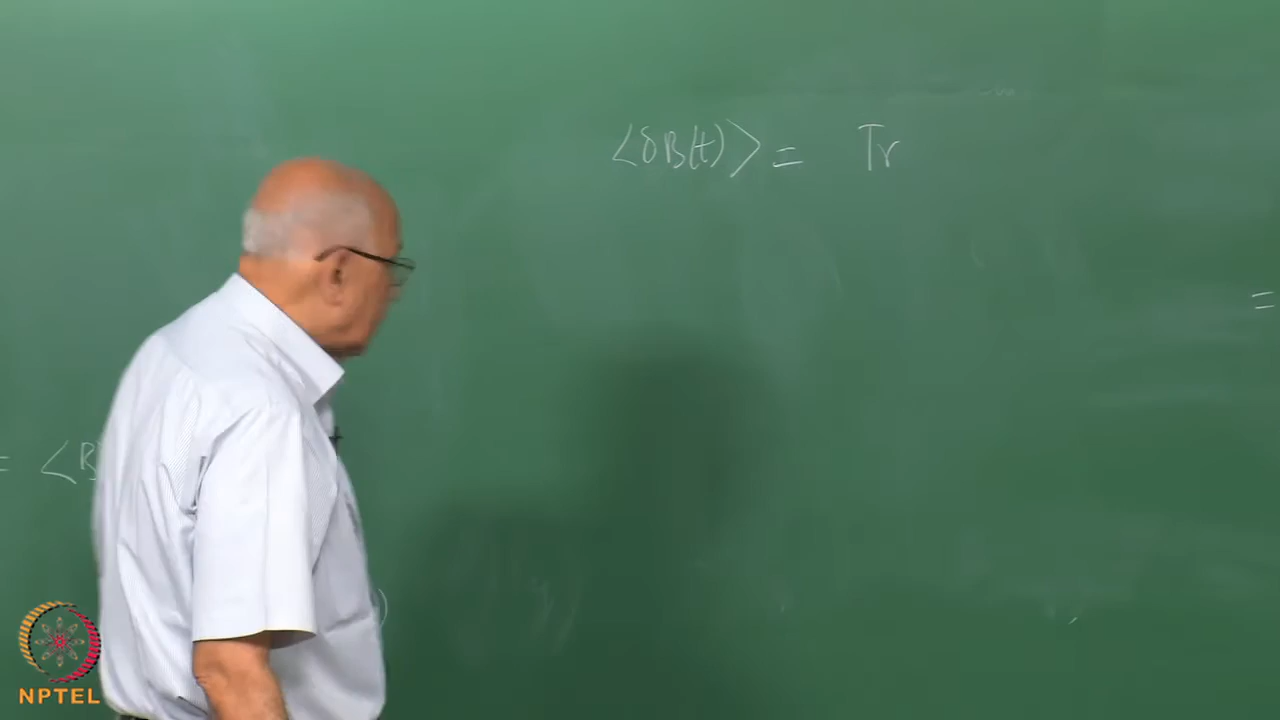 ⟨δB(t)⟩ = Tr
=
= ⟨B
)
NPTEL